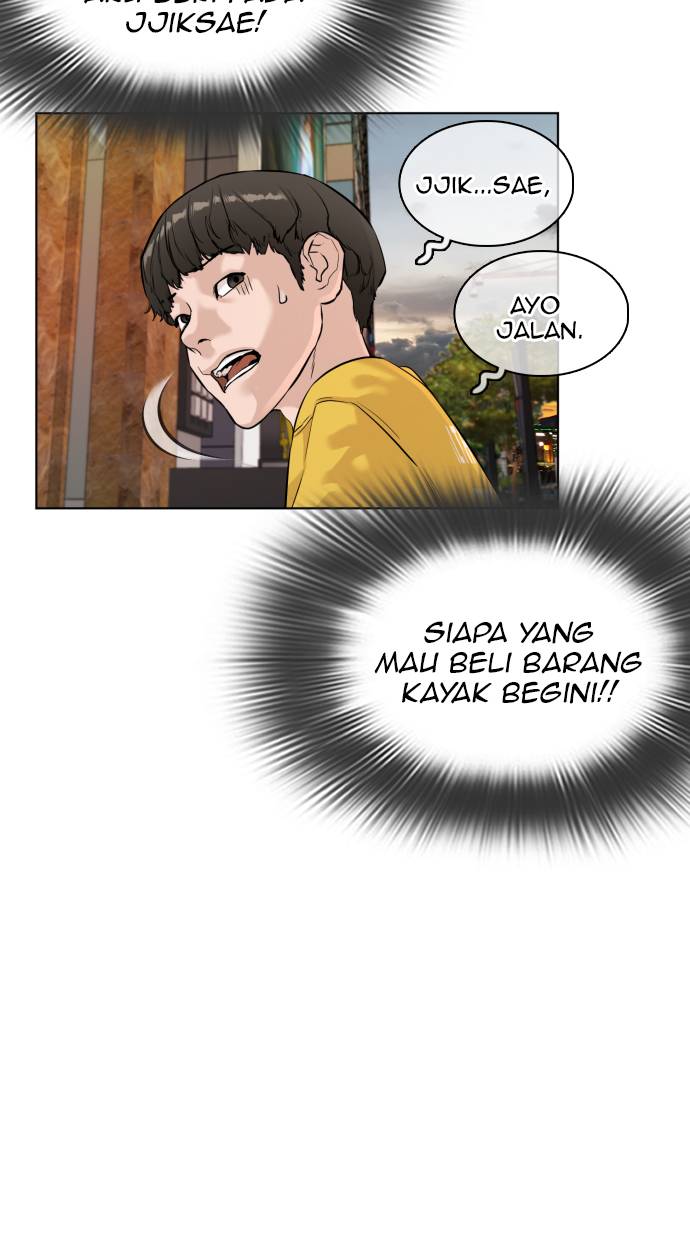 JJIKSAE!
JJIK...SAE,
AYO
JALAN.
SIAPA YANG
MAU BELI BARANG
KAYAK BEGINI!!